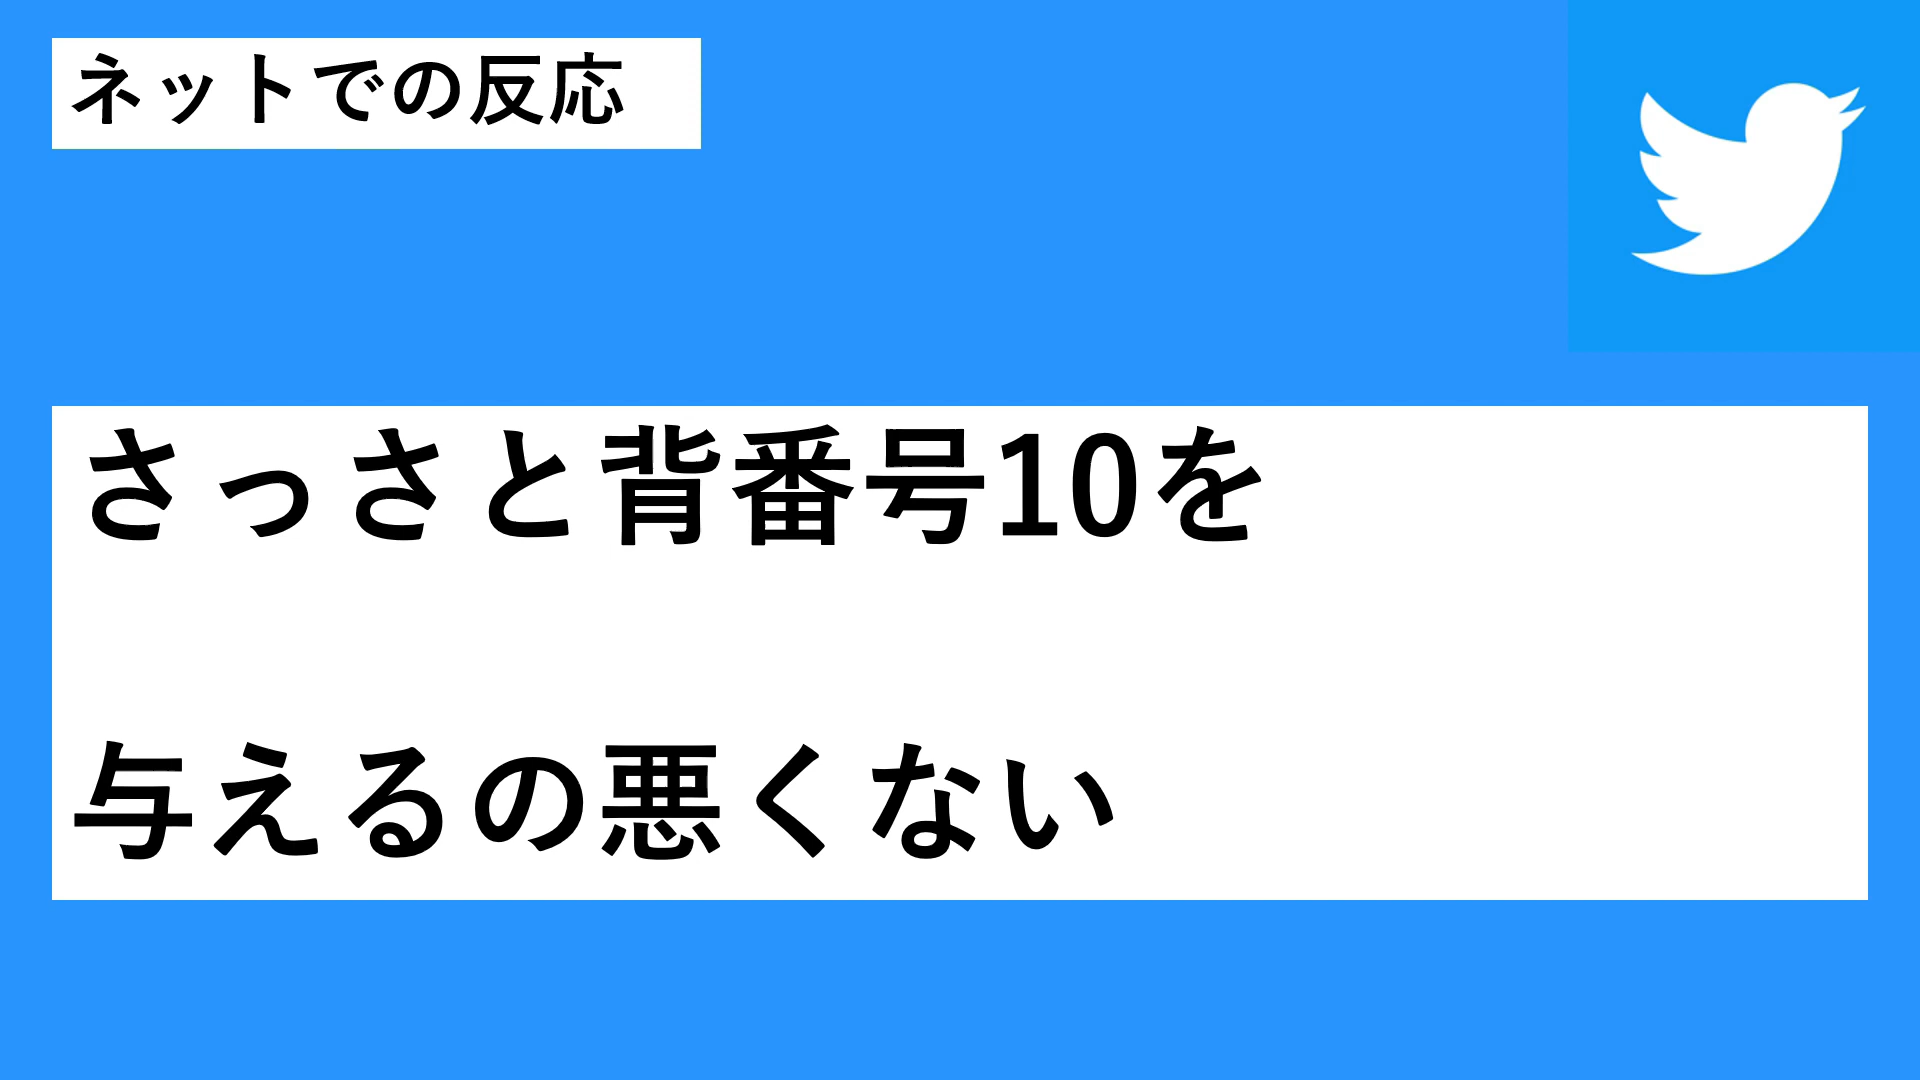 ネットでの反応
さっさと背番号10を
与えるの悪くない